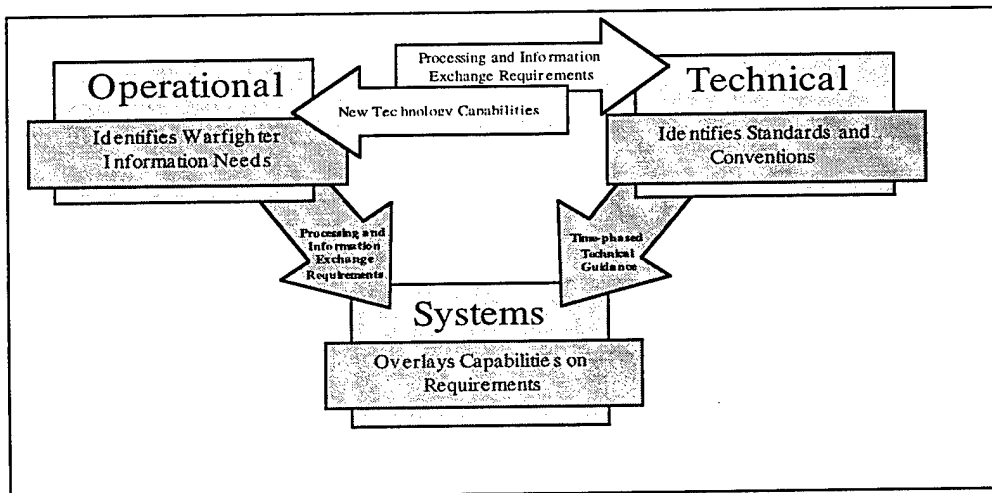 Processing and Information
Exchange Requirements
New Technology Capabilities
Operational
Identifies Warfighter
Information Needs
Technical
Identifies Standards and
Conventions
Processing and
Information
Exchange
Requirements
Time-phased
Technical
Guidance
Systems
Overlays Capabilities on
Requirements